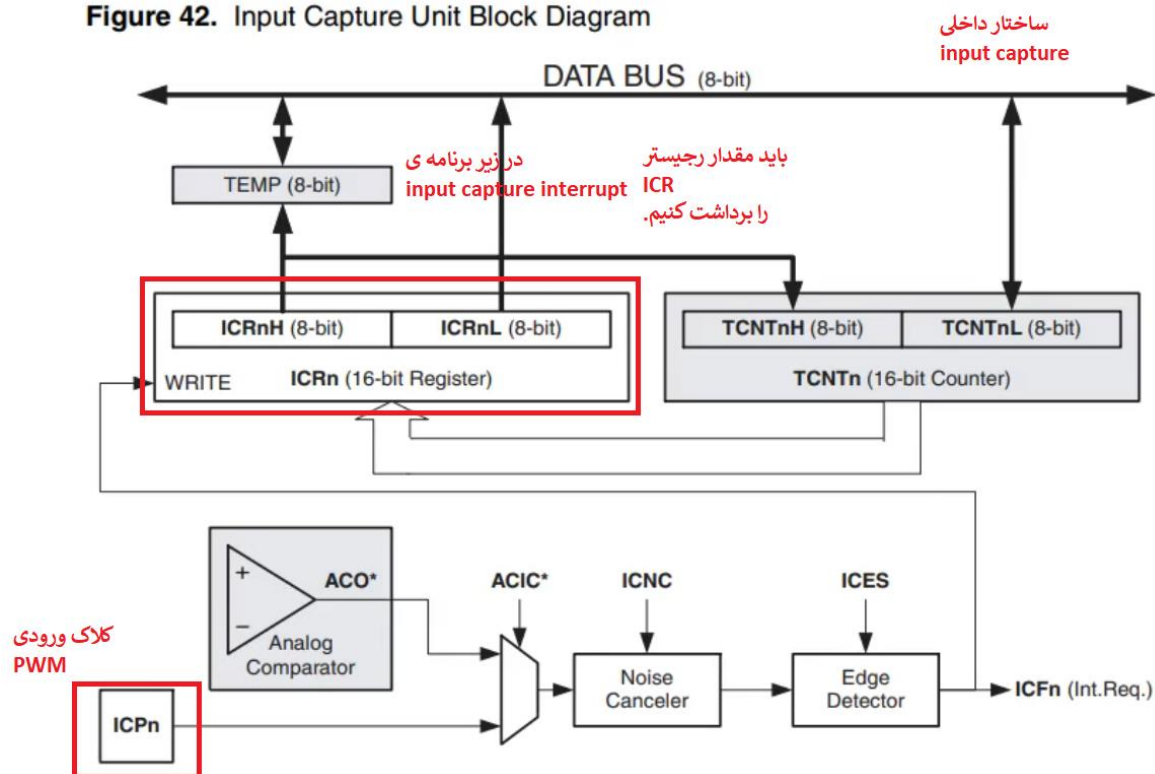 Figure 42. Input Capture Unit Block Diagram
ساختار داخلی
input capture
DATA BUS (8-bit)
TEMP (8-bit)
در زیر برنامه ی
input capture interrupt
باید مقدار رجیستر
ICR
را برداشت کنیم.
ICRnH (8-bit)
ICRnL (8-bit)
WRITE
ICRn (16-bit Register)
TCNTnH (8-bit)
TCNTnL (8-bit)
TCNTn (16-bit Counter)
+
ACO*
−
Analog
Comparator
ACIC*
ICNC
ICES
کلاک ورودی
PWM
ICPn
Noise
Canceler
Edge
Detector
ICFn (Int.Req.)